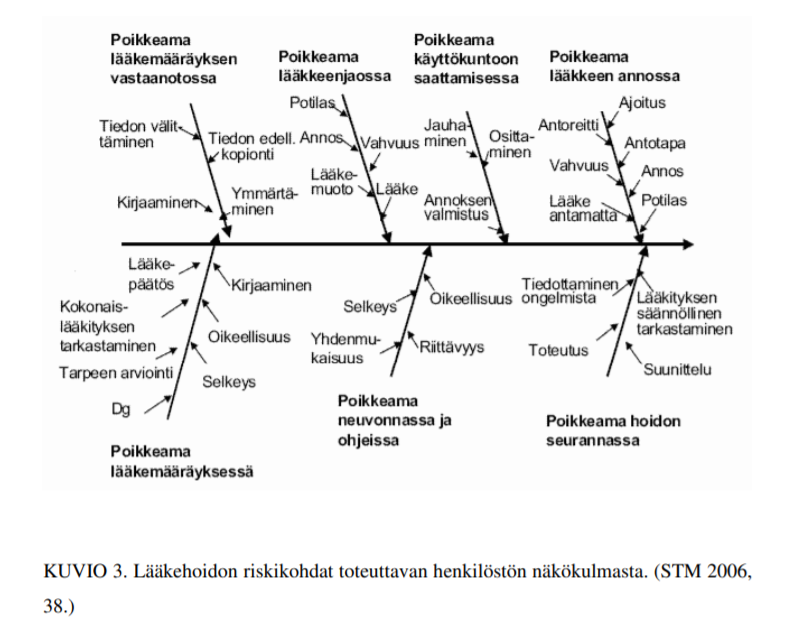 Poikkeama
lääkemääräyksen
vastaanotossa
Poikkeama
lääkkeenjaossa
Poikkeama
käyttökuntoon
saattamisessa
Poikkeama
lääkkeen annossa
Tiedon välit-
täminen
Tiedon edell.
kopionti
Kirjaaminen
Ymmärtä-
minen
Potilas
Annos
Vahvuus
Lääke-
muoto
Lääke
Jauha-
minen
Ositta-
minen
Annoksen
valmistus
Ajoitus
Antoreitti
Antotapa
Vahvuus
Annos
Lääke
antamatta
Potilas
Lääke-
päätös
Kirjaaminen
Kokonais-
lääkityksen
tarkastaminen
Oikeellisuus
Tarpeen arviointi
Selkeys
Dg
Poikkeama
lääkemääräyksessä
Selkeys
Oikeellisuus
Yhdenmu-
kaisuus
Riittävyys
Poikkeama
neuvonnassa ja
ohjeissa
Tiedottaminen
ongelmista
Lääkityksen
säännöllinen
tarkastaminen
Toteutus
Suunittelu
Poikkeama hoidon
seurannassa
KUVIO 3. Lääkehoidon riskikohdat toteuttavan henkilöstön näkökulmasta. (STM 2006,
38.)